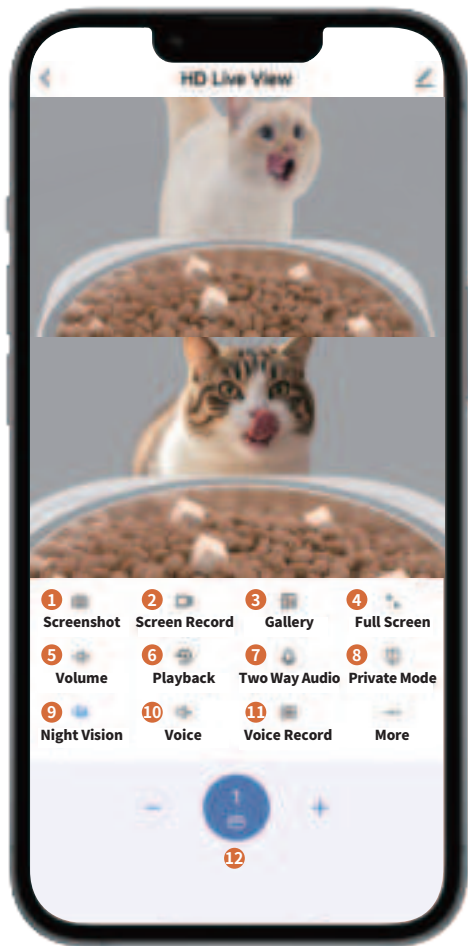 HD Live View
1 2 3 4
Screenshot Screen Record Gallery Full Screen
5 6 7 8
Volume Playback Two Way Audio Private Mode
9 10 11
Night Vision Voice Voice Record More
− 1 +
12